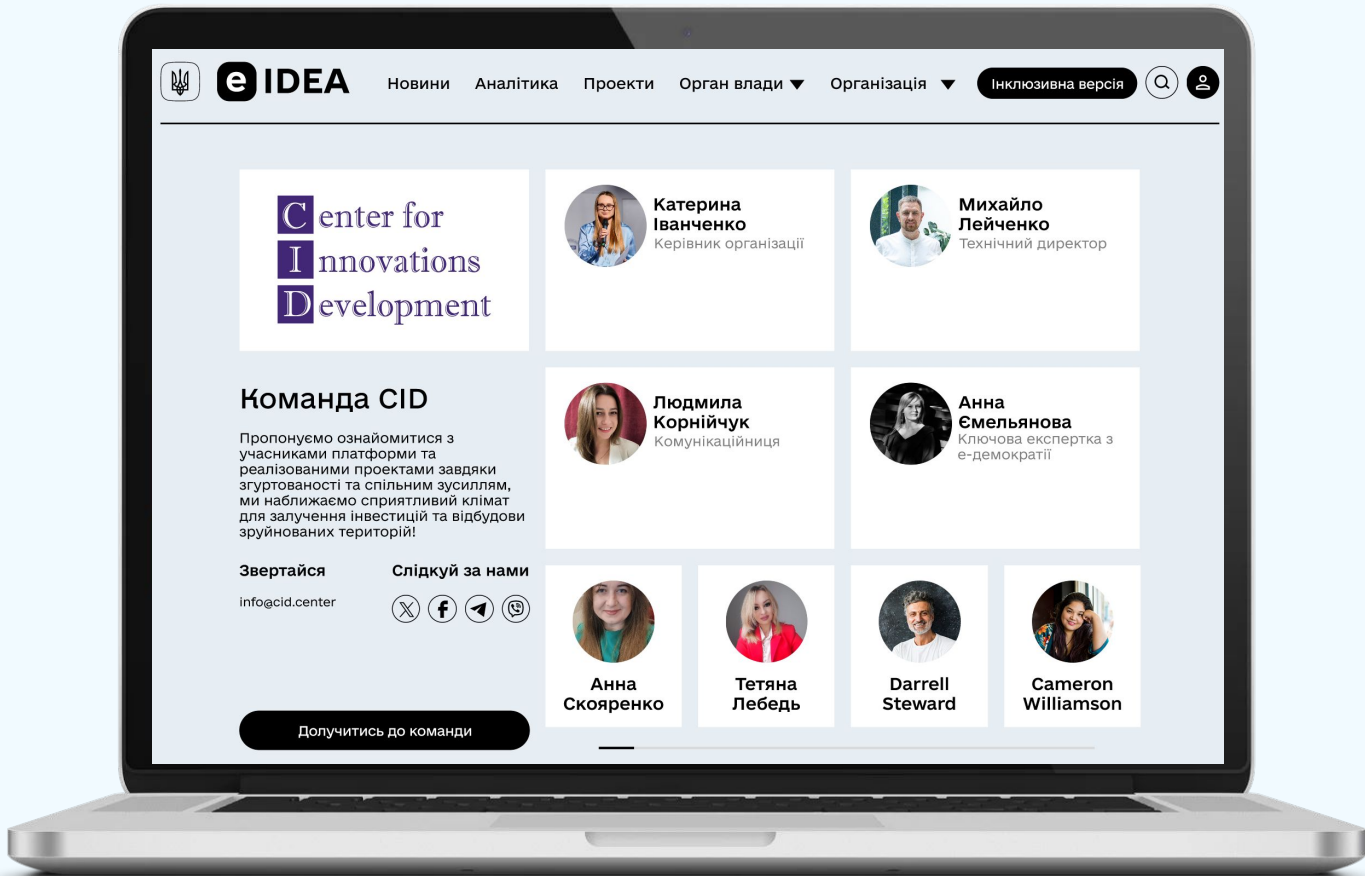 e IDEA
Новини
Аналітика
Проекти
Орган влади ▼
Організація ▼
Інклюзивна версія
Center for
Innovations
Development
Команда CID
Пропонуємо ознайомитися з
учасниками платформи та
реалізованими проектами завдяки
згуртованості та спільним зусиллям,
ми наближаємо сприятливий клімат
для залучення інвестицій та відбудови
зруйнованих територій!
Звертайся
info@cid.center
Слідкуй за нами
Долучитись до команди
Катерина
Іванченко
Керівник організації
Михайло
Лейченко
Технічний директор
Людмила
Корнійчук
Комунікаційниця
Анна
Ємельянова
Ключова експертка з
е-демократії
Анна
Скояренко
Тетяна
Лебедь
Darrell
Steward
Cameron
Williamson